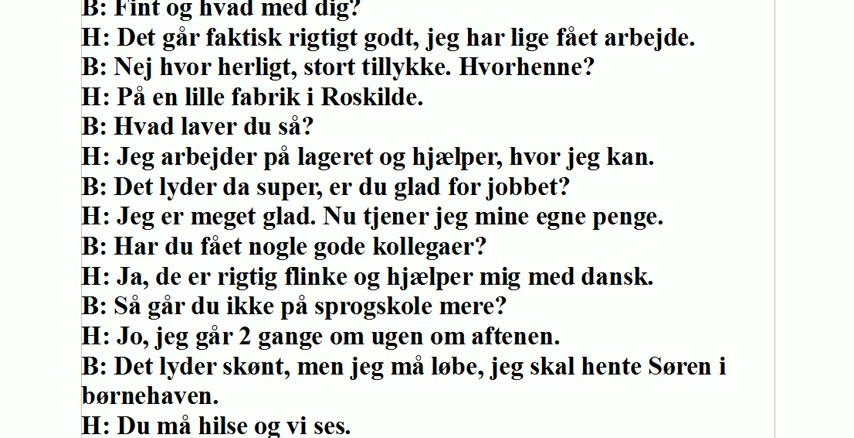 B: Fint og hvad med dig?
H: Det går faktisk rigtigt godt, jeg har lige fået arbejde.
B: Nej hvor herligt, stort tillykke. Hvorhenne?
H: På en lille fabrik i Roskilde.
B: Hvad laver du så?
H: Jeg arbejder på lageret og hjælper, hvor jeg kan.
B: Det lyder da super, er du glad for jobbet?
H: Jeg er meget glad. Nu tjener jeg mine egne penge.
B: Har du fået nogle gode kollegaer?
H: Ja, de er rigtig flinke og hjælper mig med dansk.
B: Så går du ikke på sprogskole mere?
H: Jo, jeg går 2 gange om ugen om aftenen.
B: Det lyder skønt, men jeg må løbe, jeg skal hente Søren i
børnehaven.
H: Du må hilse og vi ses.